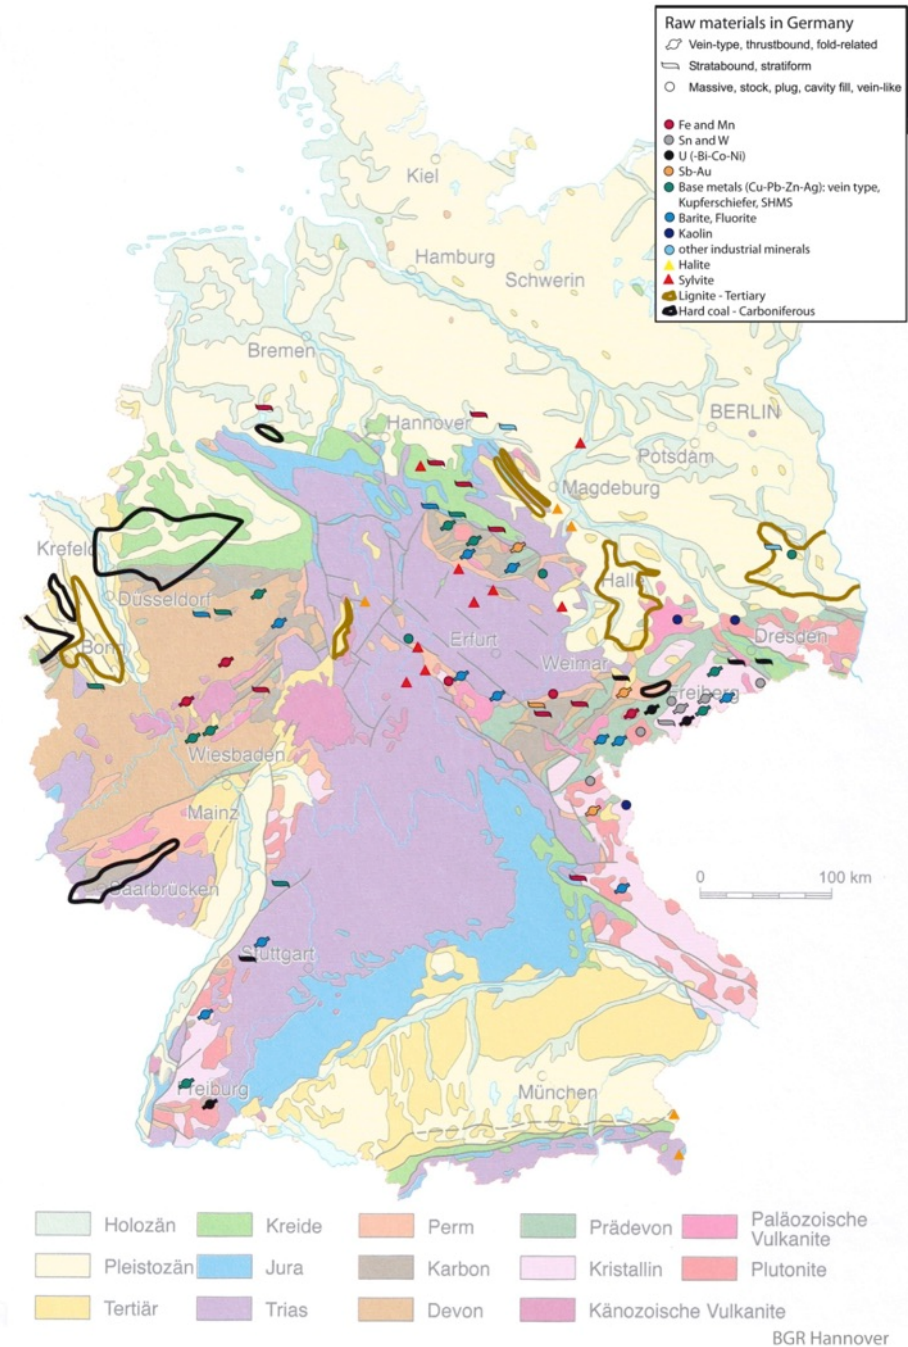 Raw materials in Germany
Vein-type, thrustbound, fold-related
Stratabound, stratiform
Massive, stock, plug, cavity fill, vein-like
Fe and Mn
Sn and W
U (-Bi-Co-Ni)
Sb-Au
Base metals (Cu-Pb-Zn-Ag): vein type,
Kupferschiefer, SHMS
Barite, Fluorite
Kaolin
other industrial minerals
Halite
Sylvite
Lignite - Tertiary
Hard coal - Carboniferous
Kiel
Hamburg
Schwerin
Bremen
BERLIN
Hannover
Potsdam
Magdeburg
Krefeld
Halle
Düsseldorf
Erfurt
Dresden
Bonn
Weimar
Freiberg
Wiesbaden
Mainz
0 100 km
Saarbrücken
Stuttgart
München
Freiburg
Holozän Kreide Perm Prädevon Paläozoische
Vulkanite
Pleistozän Jura Karbon Kristallin Plutonite
Tertiär Trias Devon Känozoische Vulkanite
BGR Hannover